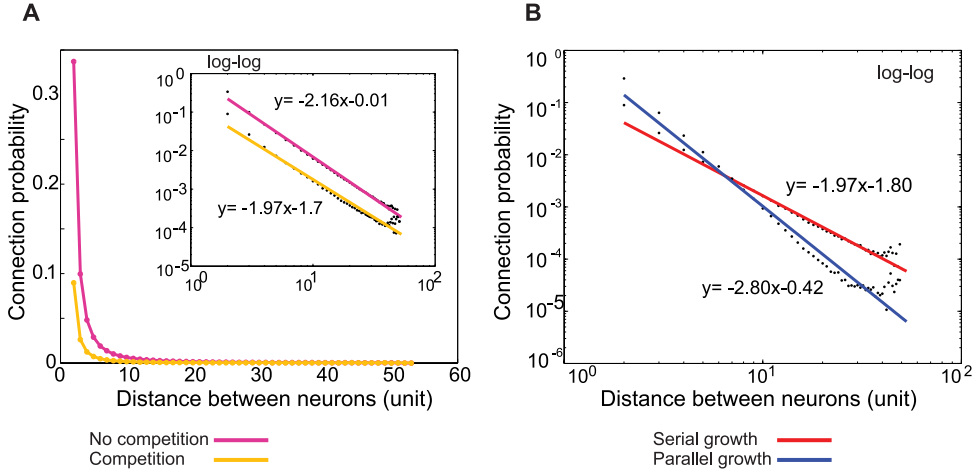 A
B
log-log
0.3
0.2
0.1
0
Connection probability
10^0
10^-1
10^-2
10^-3
10^-4
10^-5
y= -2.16x-0.01
y= -1.97x-1.7
10^0
10^1
10^2
0
10
20
30
40
50
60
Distance between neurons (unit)
No competition
Competition
log-log
10^0
10^-1
10^-2
10^-3
10^-4
10^-5
10^-6
Connection probability
y= -1.97x-1.80
y= -2.80x-0.42
10^0
10^1
10^2
Distance between neurons (unit)
Serial growth
Parallel growth